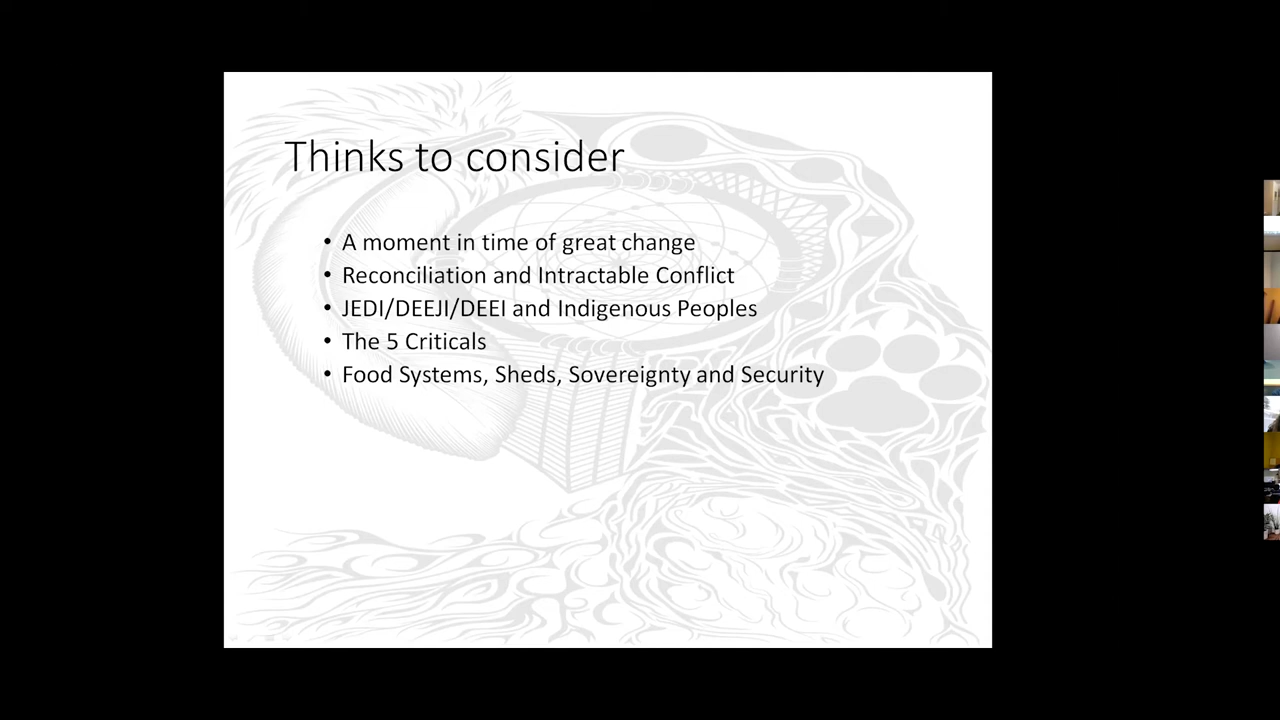 Thinks to consider
• A moment in time of great change
• Reconciliation and Intractable Conflict
• JEDI/DEEJI/DEEI and Indigenous Peoples
• The 5 Criticals
• Food Systems, Sheds, Sovereignty and Security